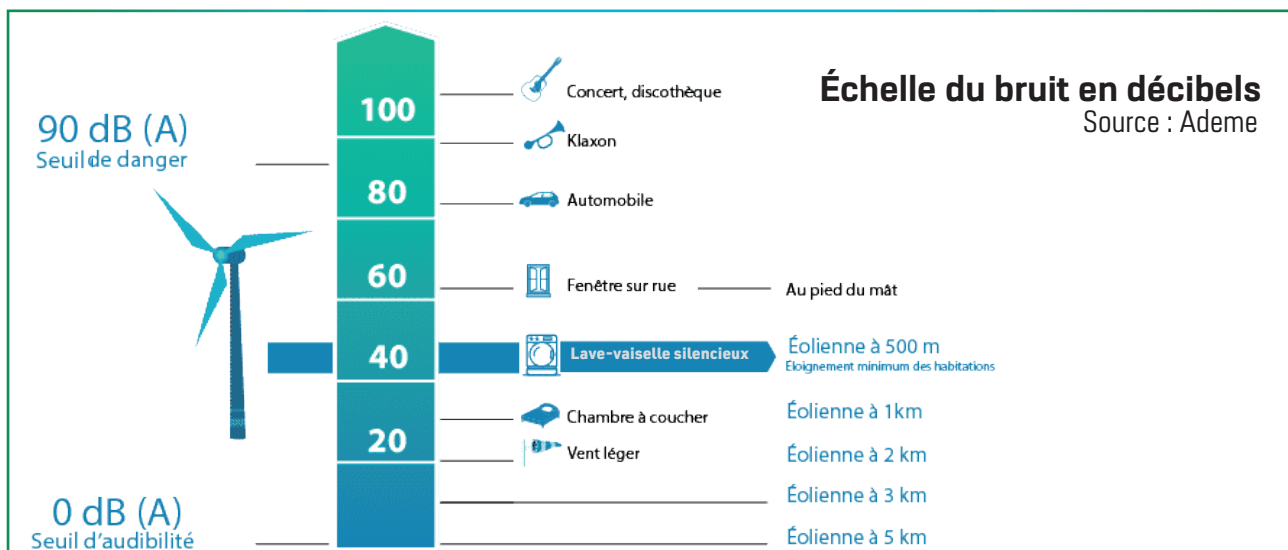 Échelle du bruit en décibels
Source : Ademe
90 dB (A)
Seuil de danger
100
80
60
40
20
Concert, discothèque
Klaxon
Automobile
Fenêtre sur rue
Au pied du mât
Lave-vaiselle silencieux
Éolienne à 500 m
Éloignement minimum des habitations
Chambre à coucher
Éolienne à 1km
Vent léger
Éolienne à 2 km
Éolienne à 3 km
0 dB (A)
Seuil d'audibilité
Éolienne à 5 km